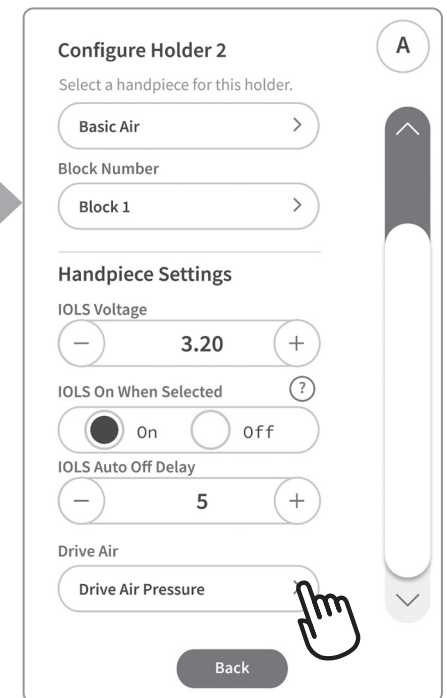 Configure Holder 2
A
Select a handpiece for this holder.
Basic Air
Block Number
Block 1
Handpiece Settings
IOLS Voltage
− 3.20 +
IOLS On When Selected ?
On Off
IOLS Auto Off Delay
− 5 +
Drive Air
Drive Air Pressure
Back